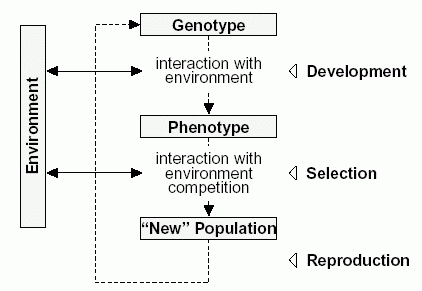 Genotype
interaction with
environment
Development
Environment
Phenotype
interaction with
environment
competition
Selection
“New” Population
Reproduction